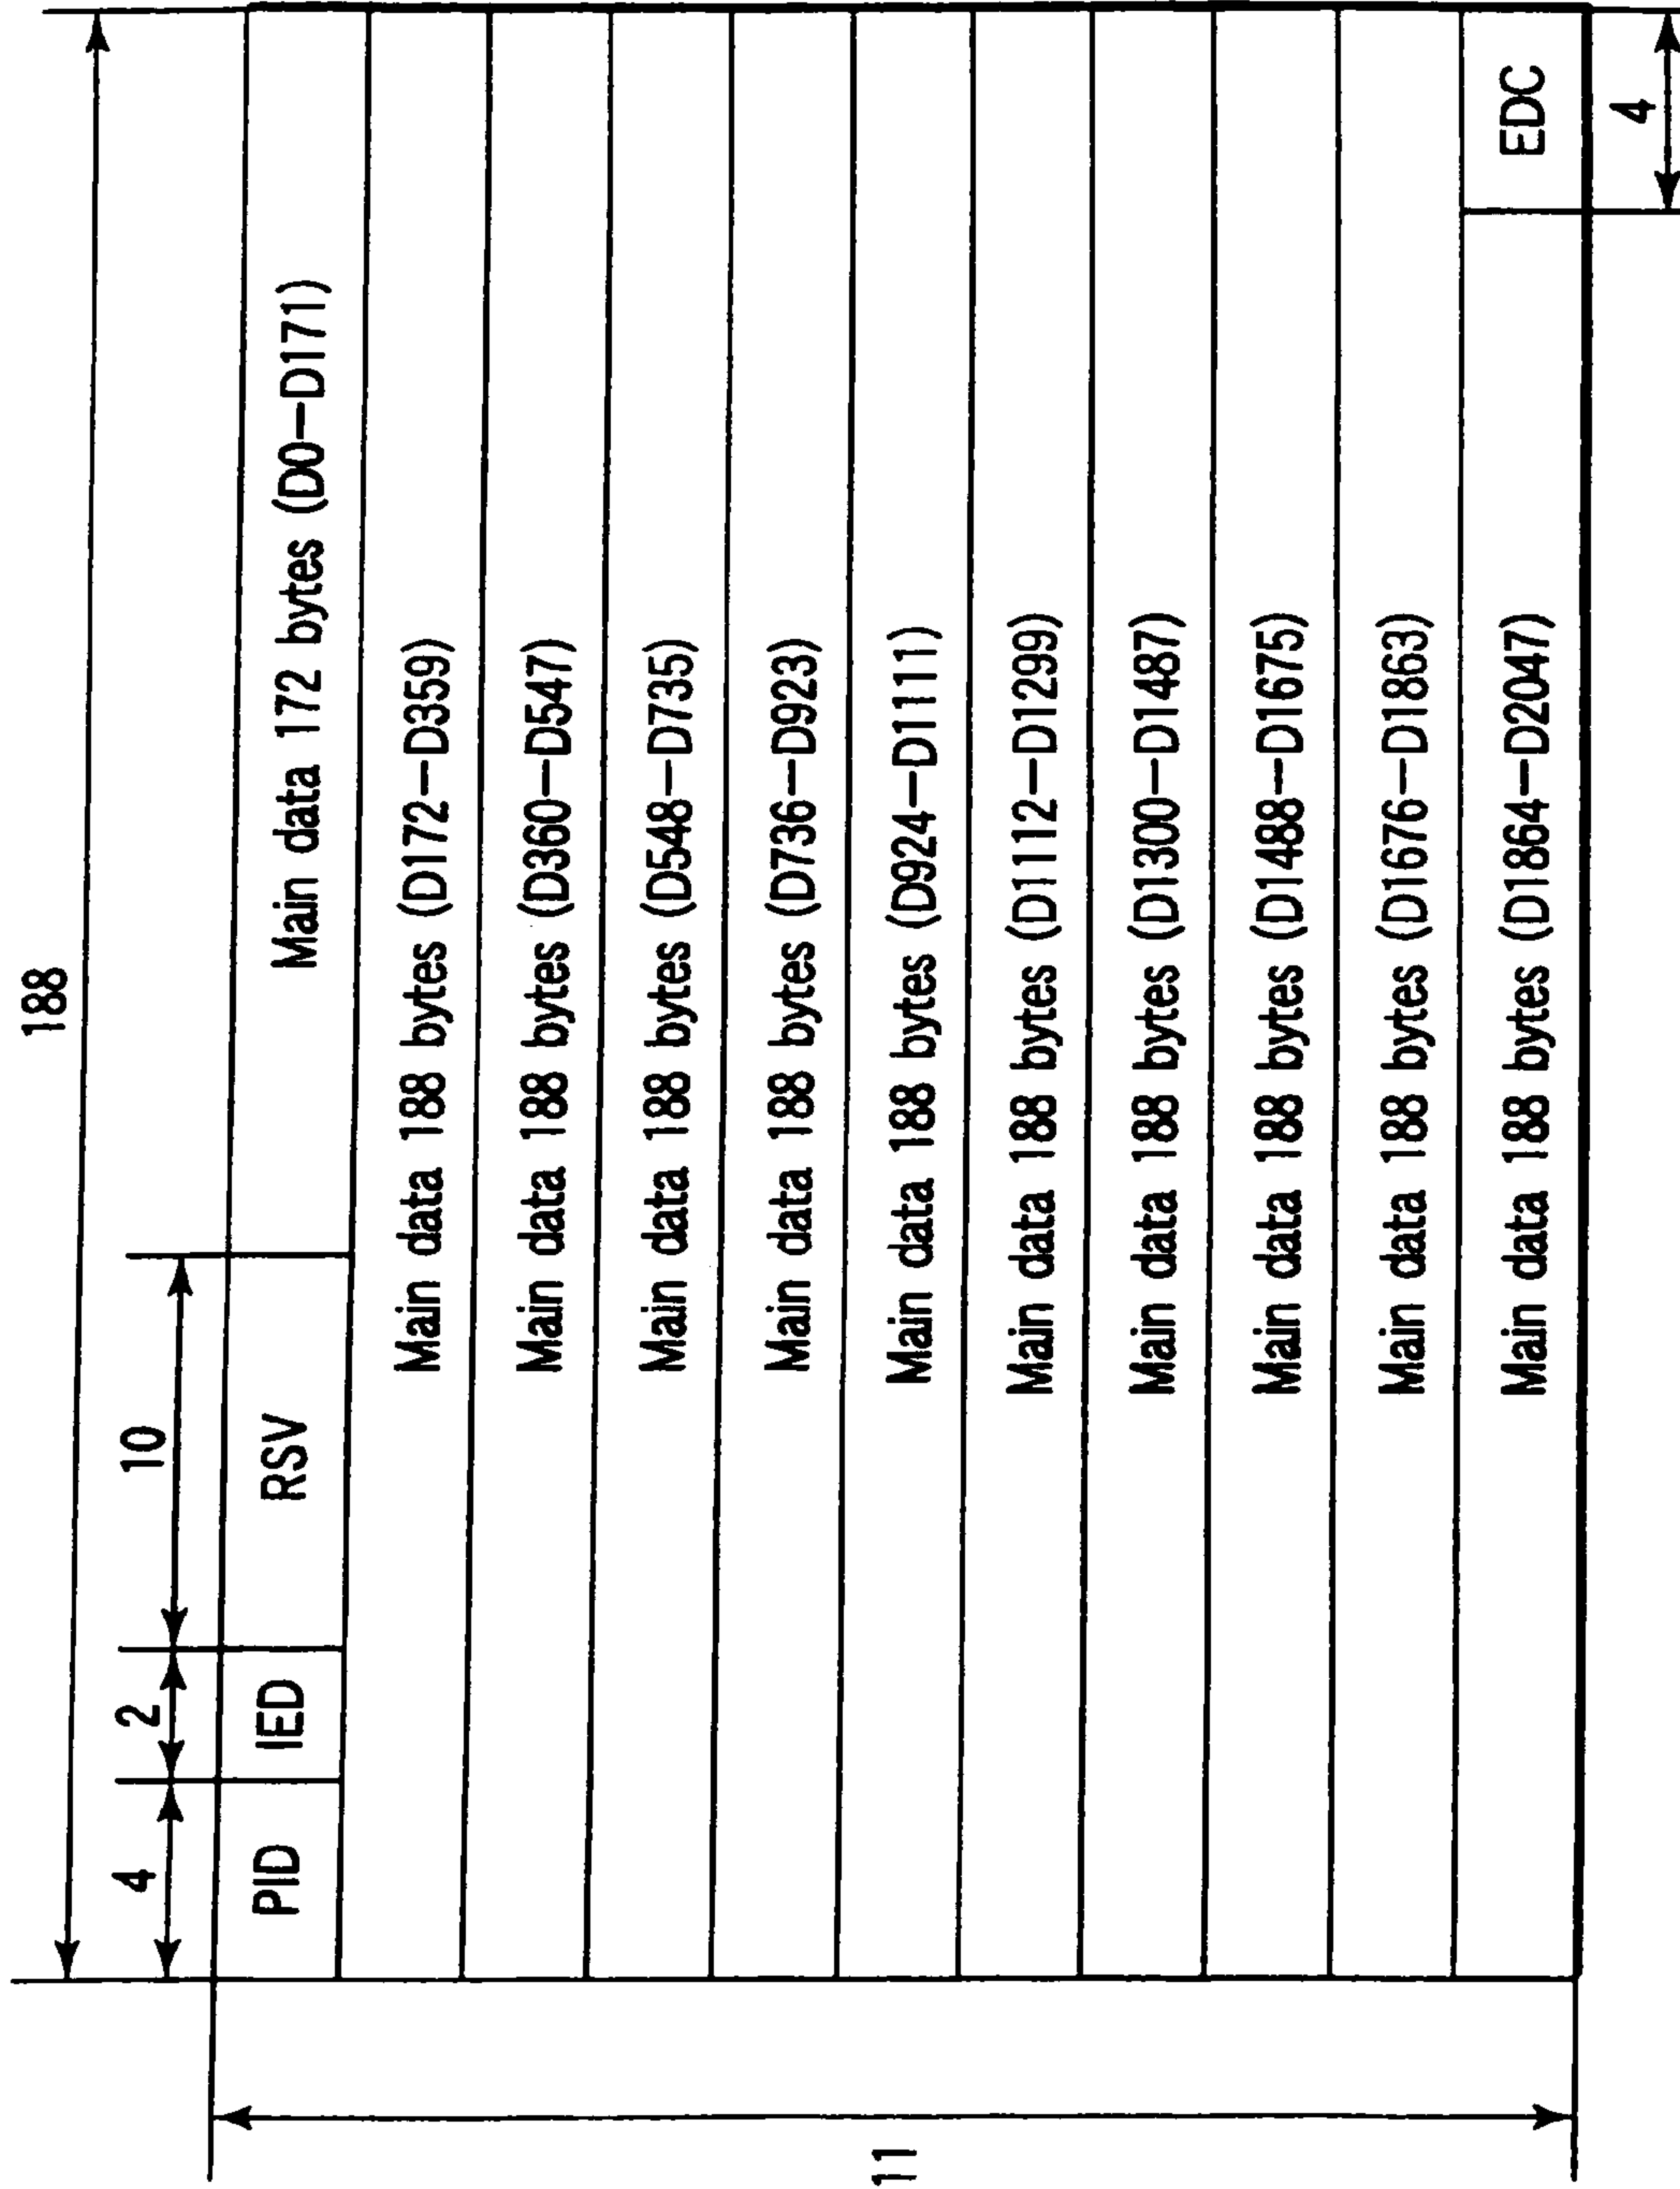 188
4 2 10
PID IED RSV Main data 172 bytes (D0—D171)
Main data 188 bytes (D172—D359)
Main data 188 bytes (D360—D547)
Main data 188 bytes (D548—D735)
Main data 188 bytes (D736—D923)
11 Main data 188 bytes (D924—D1111)
Main data 188 bytes (D1112—D1299)
Main data 188 bytes (D1300—D1487)
Main data 188 bytes (D1488—D1675)
Main data 188 bytes (D1676—D1863)
Main data 188 bytes (D1864—D2047) EDC
4